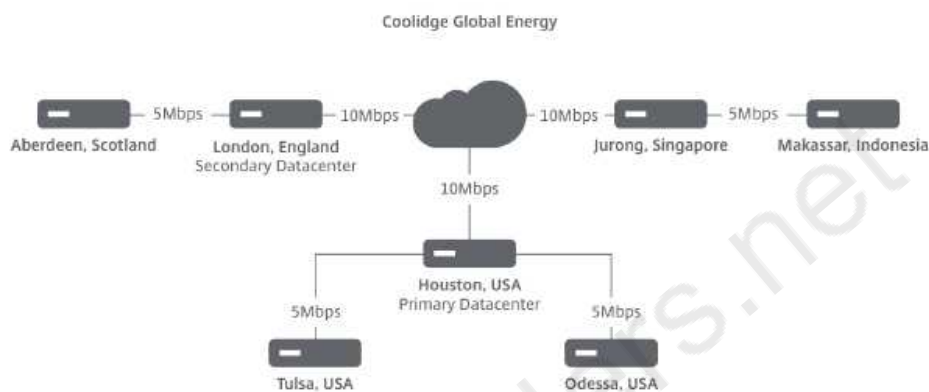 Coolidge Global Energy
5Mbps
10Mbps
10Mbps
5Mbps
Aberdeen, Scotland
London, England
Secondary Datacenter
Jurong, Singapore
Makassar, Indonesia
10Mbps
Houston, USA
Primary Datacenter
5Mbps
5Mbps
Tulsa, USA
Odessa, USA